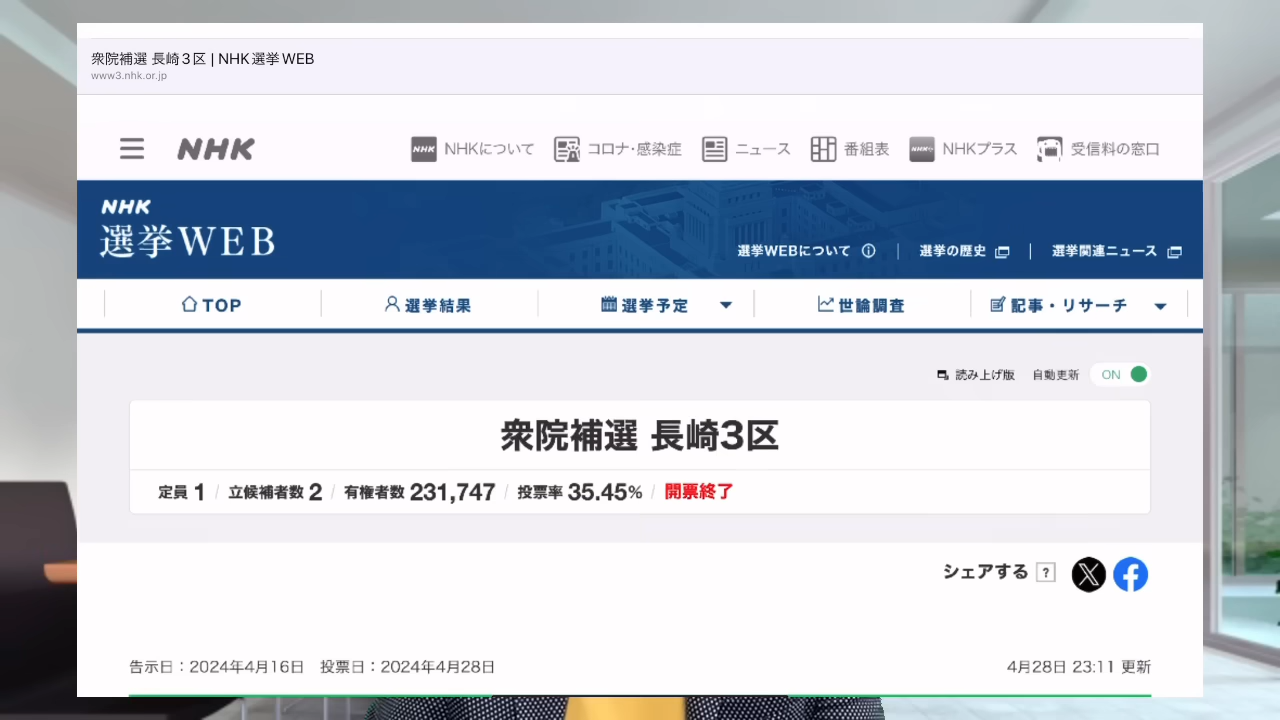 衆院補選 長崎3区 | NHK選挙WEB
www3.nhk.or.jp
NHK NHKについて コロナ・感染症 ニュース 番組表 NHKプラス 受信料の窓口
NHK
選挙WEB
選挙WEBについて 選挙の歴史 選挙関連ニュース
TOP 選挙結果 選挙予定 世論調査 記事・リサーチ
読み上げ版 自動更新 ON
衆院補選 長崎3区
定員 1 / 立候補者数 2 / 有権者数 231,747 / 投票率 35.45% / 開票終了
シェアする ?
告示日：2024年4月16日 投票日：2024年4月28日 4月28日 23:11 更新